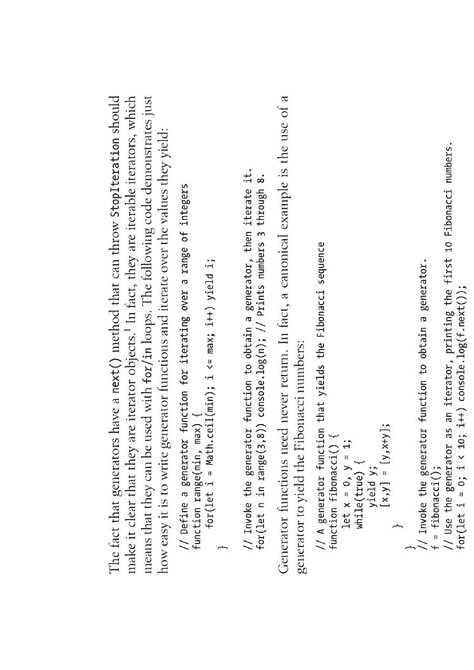 The fact that generators have a next() method that can throw StopIteration should
make it clear that they are iterator objects.¹ In fact, they are iterable iterators, which
means that they can be used with for/in loops. The following code demonstrates just
how easy it is to write generator functions and iterate over the values they yield:
// Define a generator function for iterating over a range of integers
function range(min, max) {
for(let i = Math.ceil(min); i <= max; i++) yield i;
}
// Invoke the generator function to obtain a generator, then iterate it.
for(let n in range(3,8)) console.log(n); // Prints numbers 3 through 8.
Generator functions need never return. In fact, a canonical example is the use of a
generator to yield the Fibonacci numbers:
// A generator function that yields the Fibonacci sequence
function fibonacci() {
let x = 0, y = 1;
while(true) {
yield y;
[x,y] = [y,x+y];
}
}
// Invoke the generator function to obtain a generator.
f = fibonacci();
// Use the generator as an iterator, printing the first 10 Fibonacci numbers.
for(let i = 0; i < 10; i++) console.log(f.next());